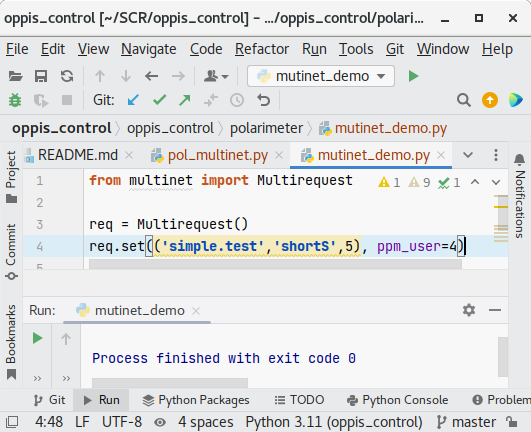 oppis_control [~/SCR/oppis_control] – .../oppis_control/polari...
File Edit View Navigate Code Refactor Run Tools Git Window Help
mutinet_demo
Git:
oppis_control oppis_control polarimeter mutinet_demo.py
README.md pol_multinet.py mutinet_demo.py
1 from multinet import Multirequest 1 9 1
2
3 req = Multirequest()
4 req.set(('simple.test','shortS',5), ppm_user=4)
5
Project
Commit
Bookmarks
Notifications
Run: mutinet_demo
Process finished with exit code 0
>> >>
Git Run Python Packages TODO Python Console Problem
4:48 LF UTF-8 4 spaces Python 3.11 (oppis_control) master